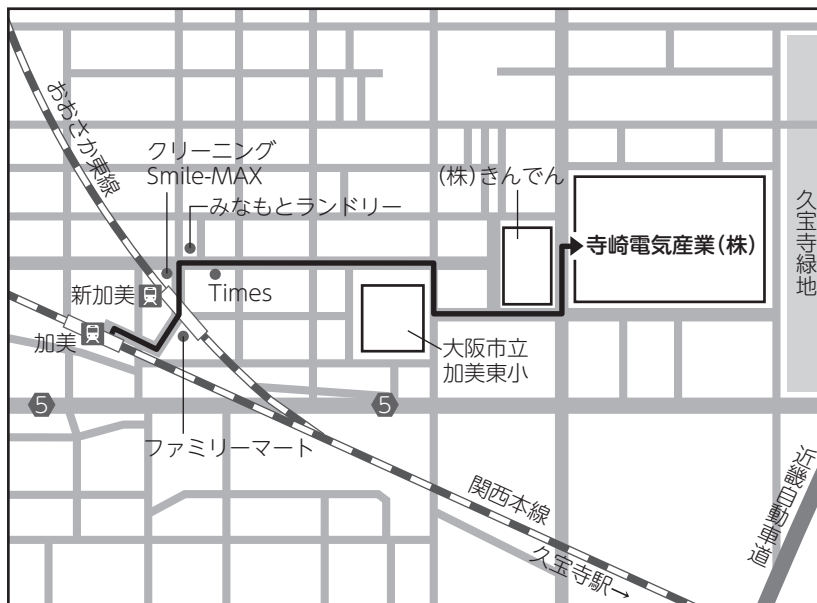 おおさか東線
クリーニング
Smile-MAX
みなもとランドリー
(株)きんでん
寺崎電気産業(株)
久宝寺緑地
新加美
Times
加美
大阪市立
加美東小
5
5
ファミリーマート
関西本線
久宝寺駅→
近畿自動車道